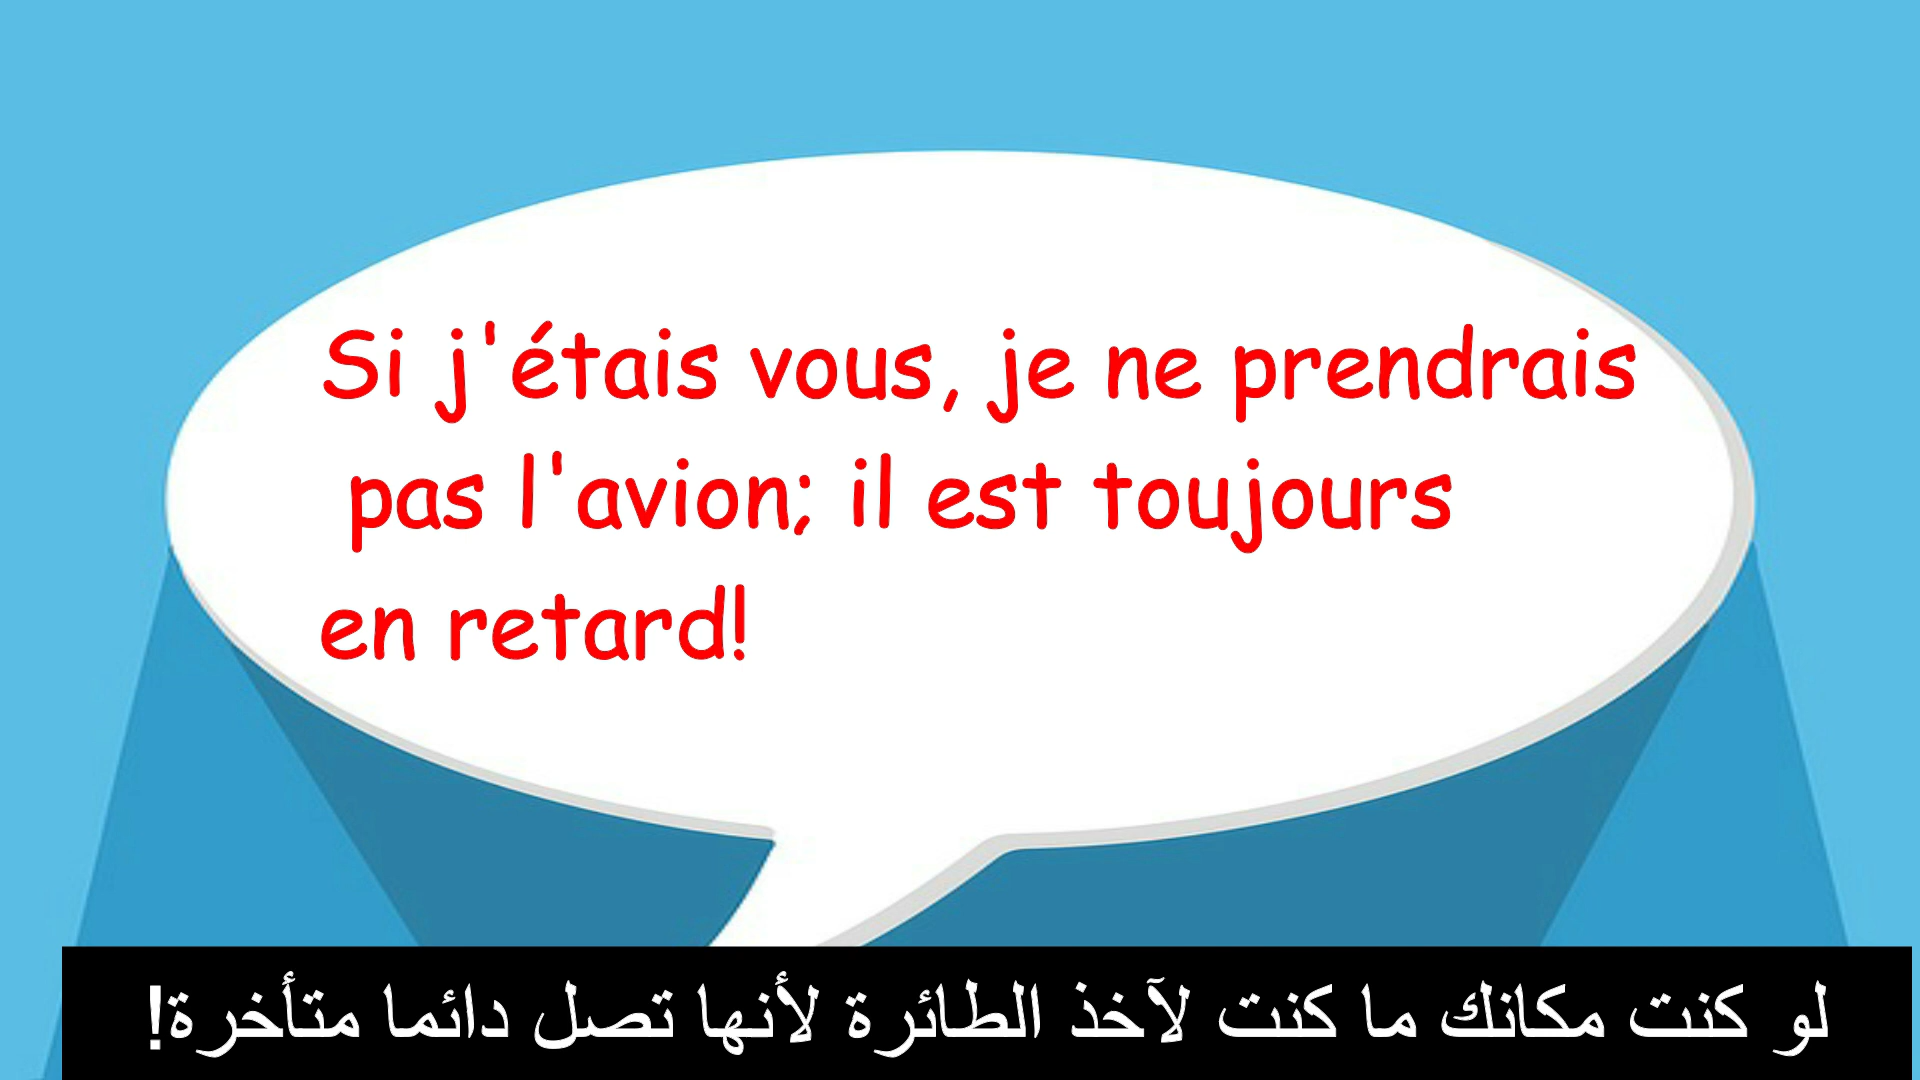 Si j'étais vous, je ne prendrais
pas l'avion; il est toujours
en retard!
لو كنت مكانك ما كنت لآخذ الطائرة لأنها تصل دائما متأخرة!